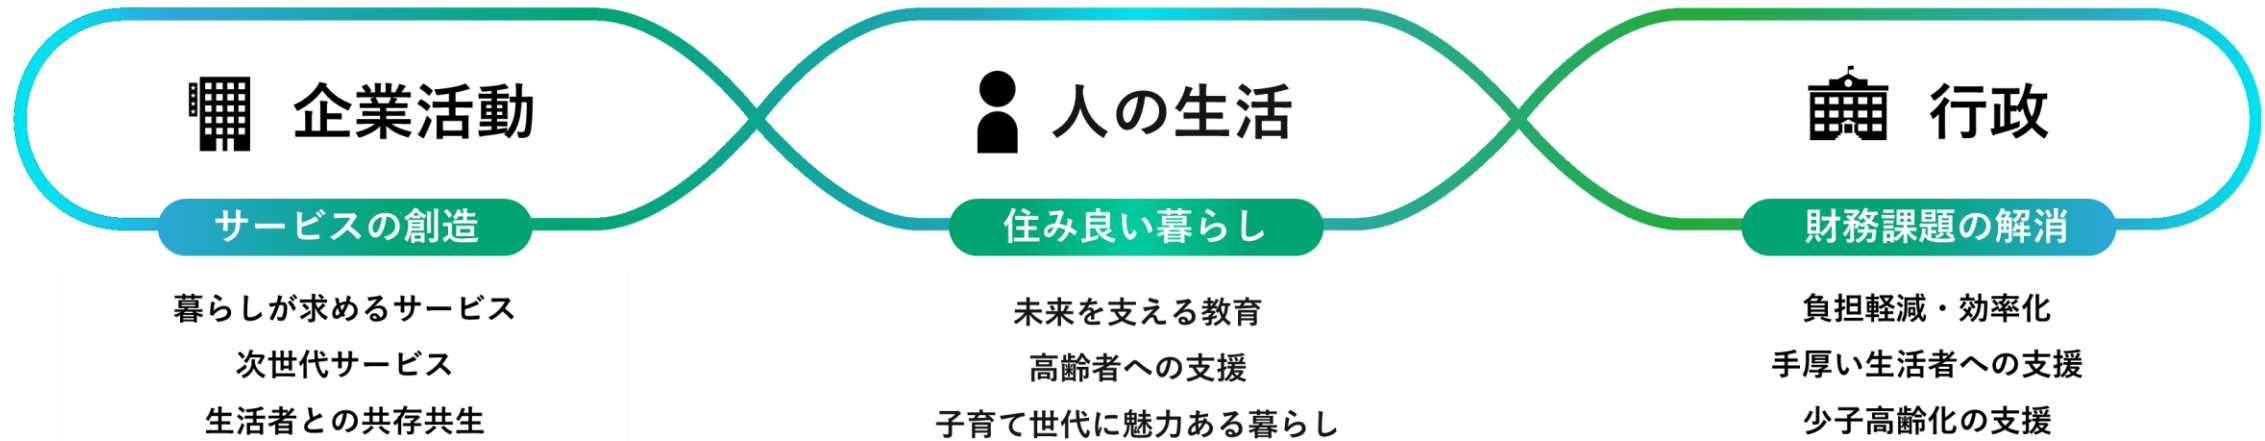 企業活動
サービスの創造
暮らしが求めるサービス
次世代サービス
生活者との共存共生
人の生活
住み良い暮らし
未来を支える教育
高齢者への支援
子育て世代に魅力ある暮らし
行政
財務課題の解消
負担軽減・効率化
手厚い生活者への支援
少子高齢化の支援